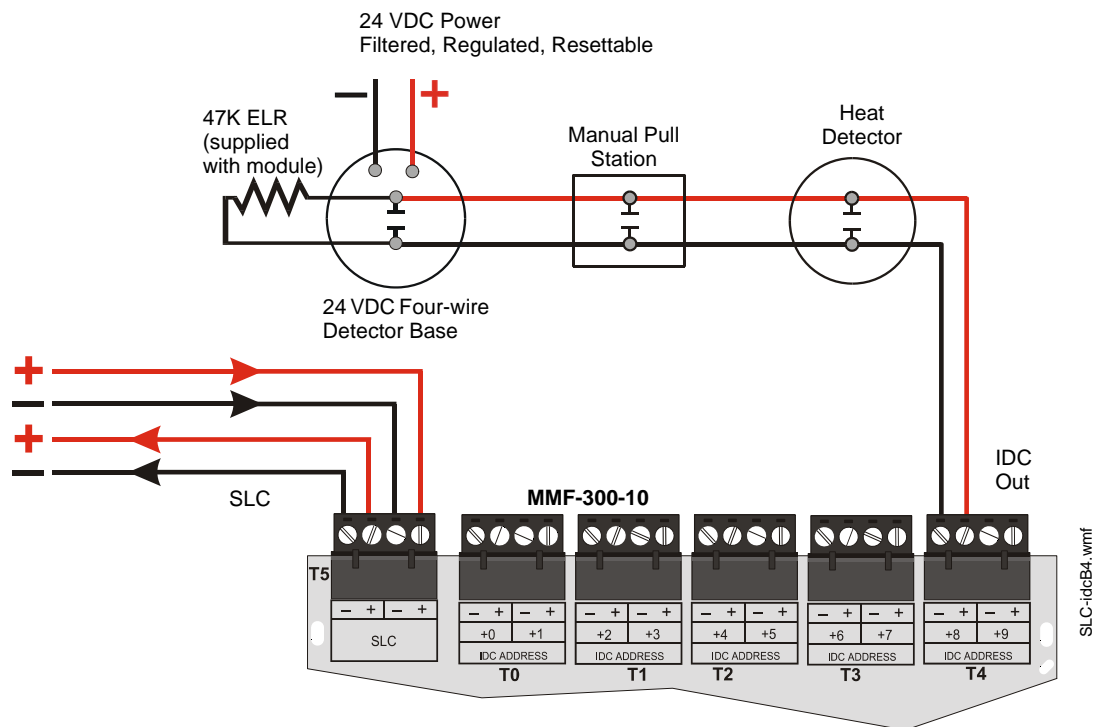 24 VDC Power
Filtered, Regulated, Resettable
− +
47K ELR
(supplied
with module)
Manual Pull
Station
Heat
Detector
24 VDC Four-wire
Detector Base
+
−
+
−
SLC
MMF-300-10
IDC
Out
T5
− + − +
SLC
− + − +
+0 +1
IDC ADDRESS
T0
− + − +
+2 +3
IDC ADDRESS
T1
− + − +
+4 +5
IDC ADDRESS
T2
− + − +
+6 +7
IDC ADDRESS
T3
− + − +
+8 +9
IDC ADDRESS
T4
SLC-idcB4.wmf